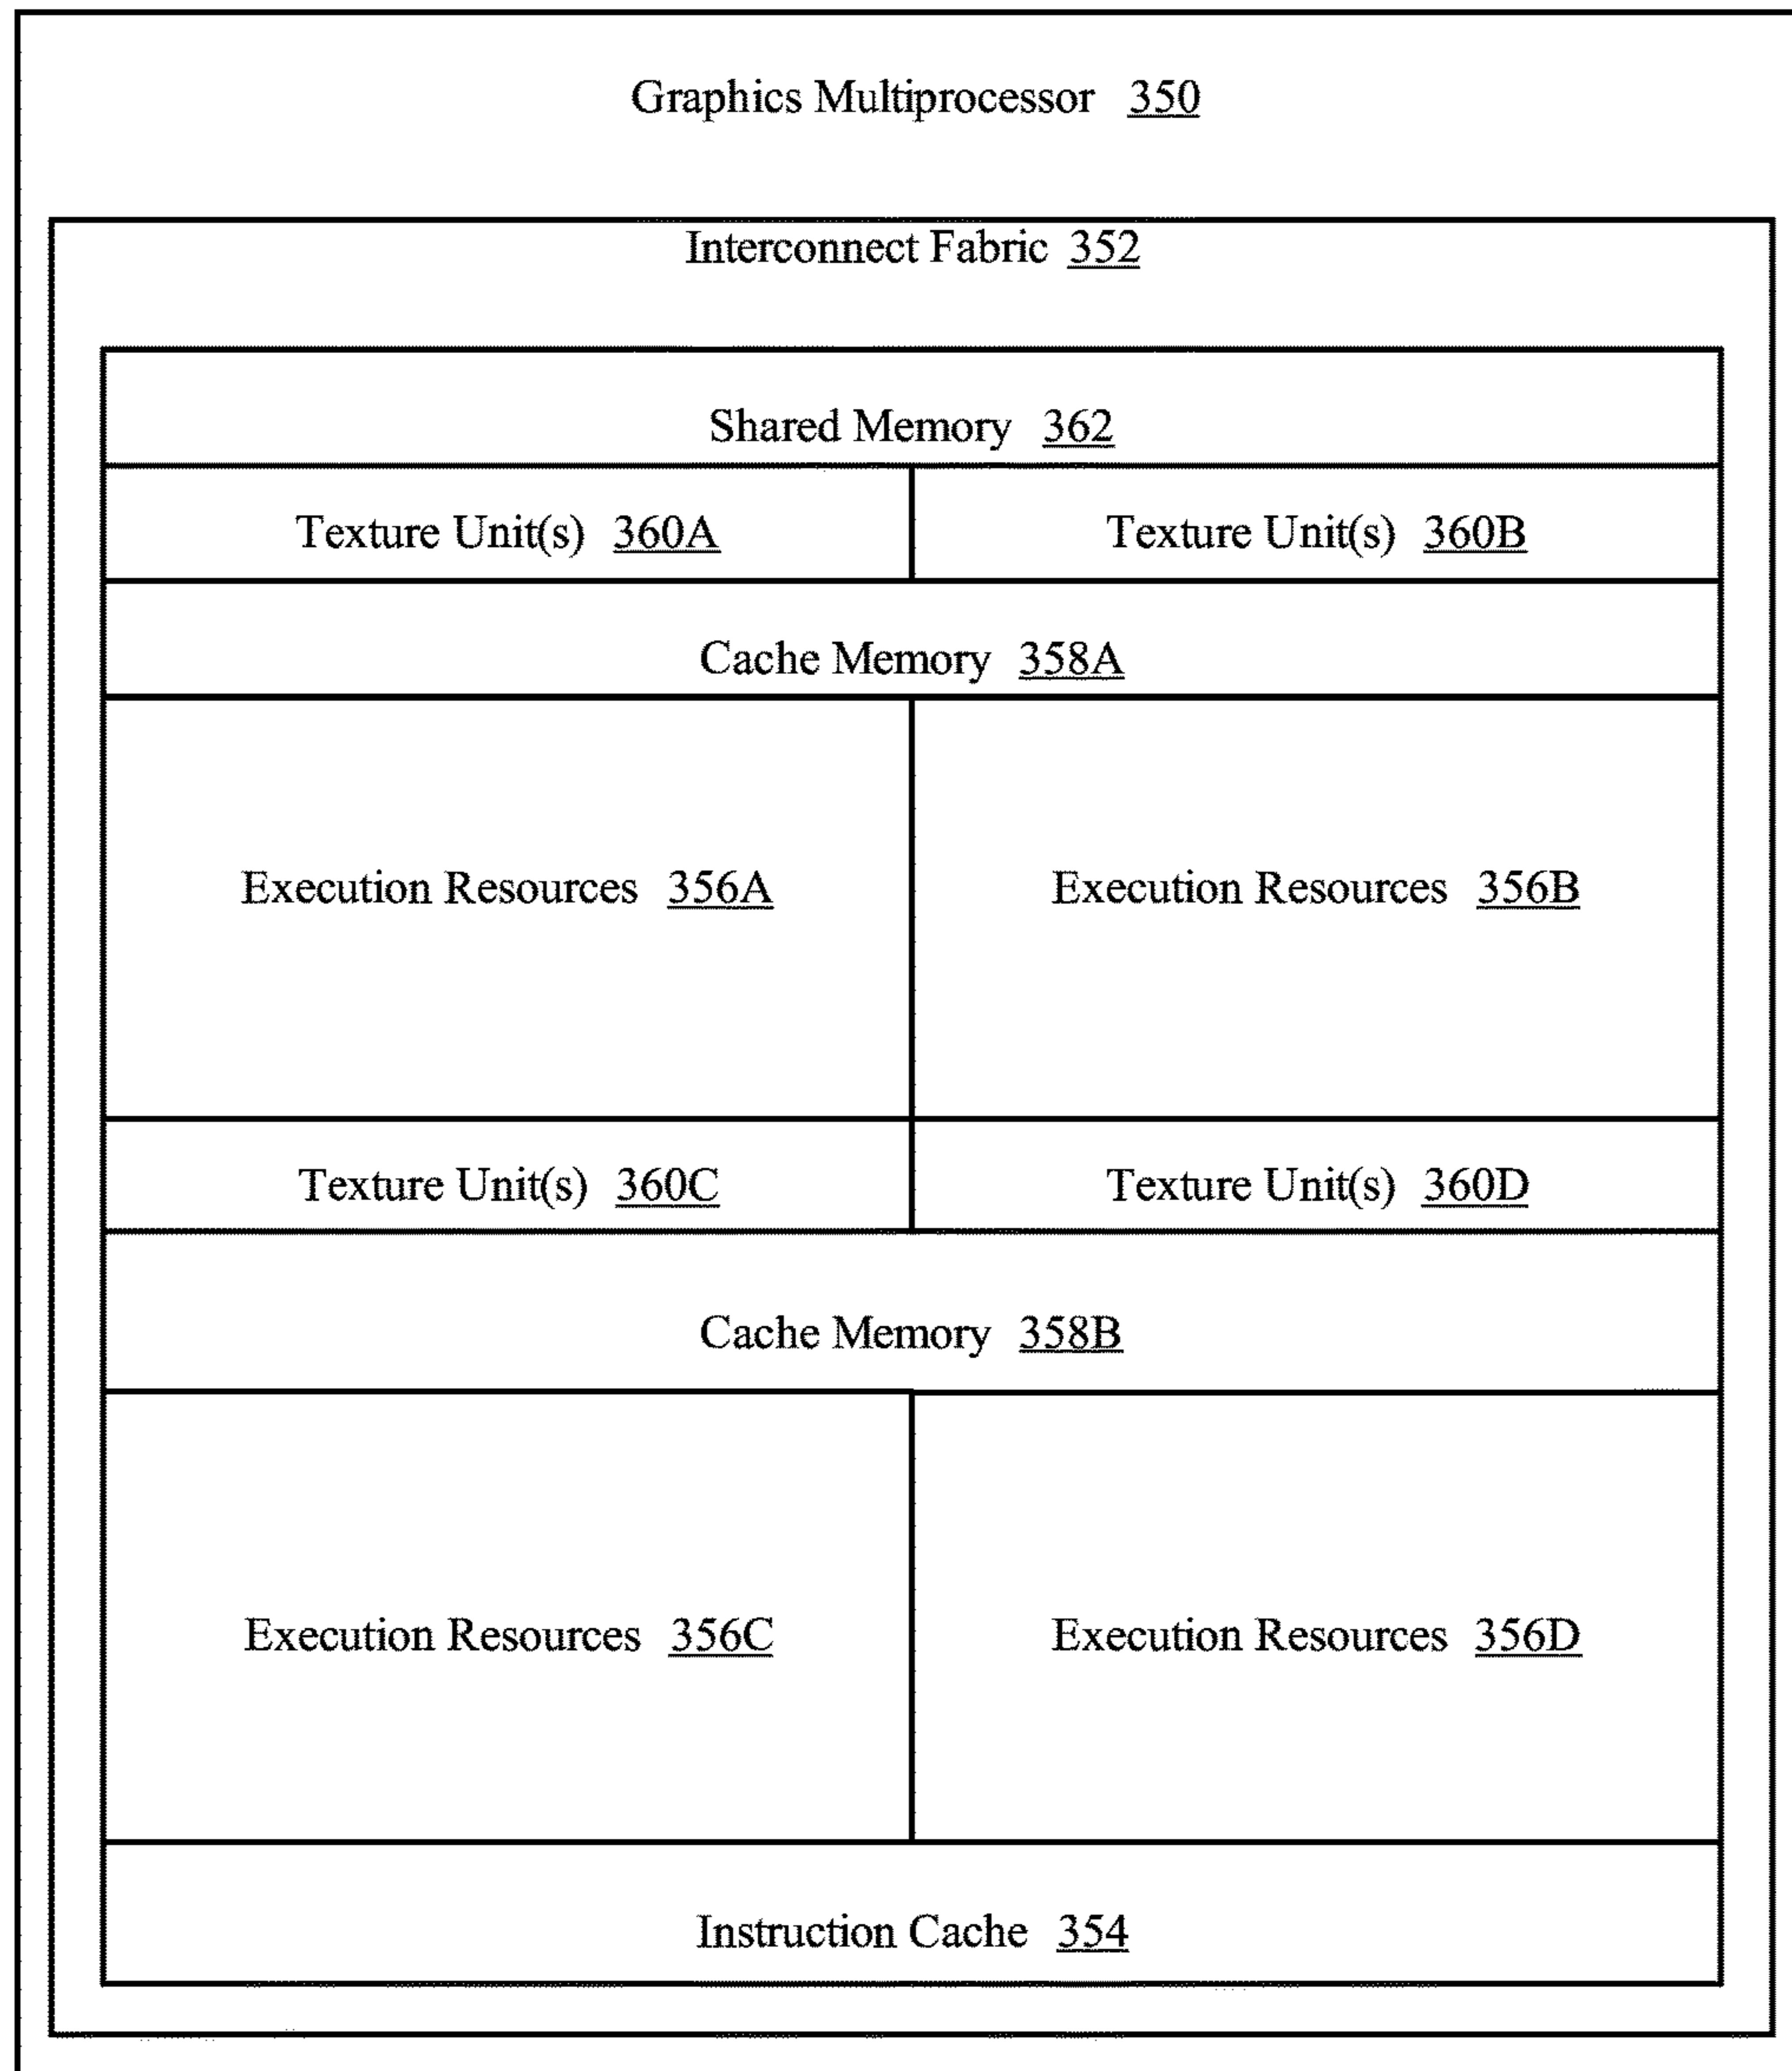 Graphics Multiprocessor 350
Interconnect Fabric 352
Shared Memory 362
Texture Unit(s) 360A
Texture Unit(s) 360B
Cache Memory 358A
Execution Resources 356A
Execution Resources 356B
Texture Unit(s) 360C
Texture Unit(s) 360D
Cache Memory 358B
Execution Resources 356C
Execution Resources 356D
Instruction Cache 354